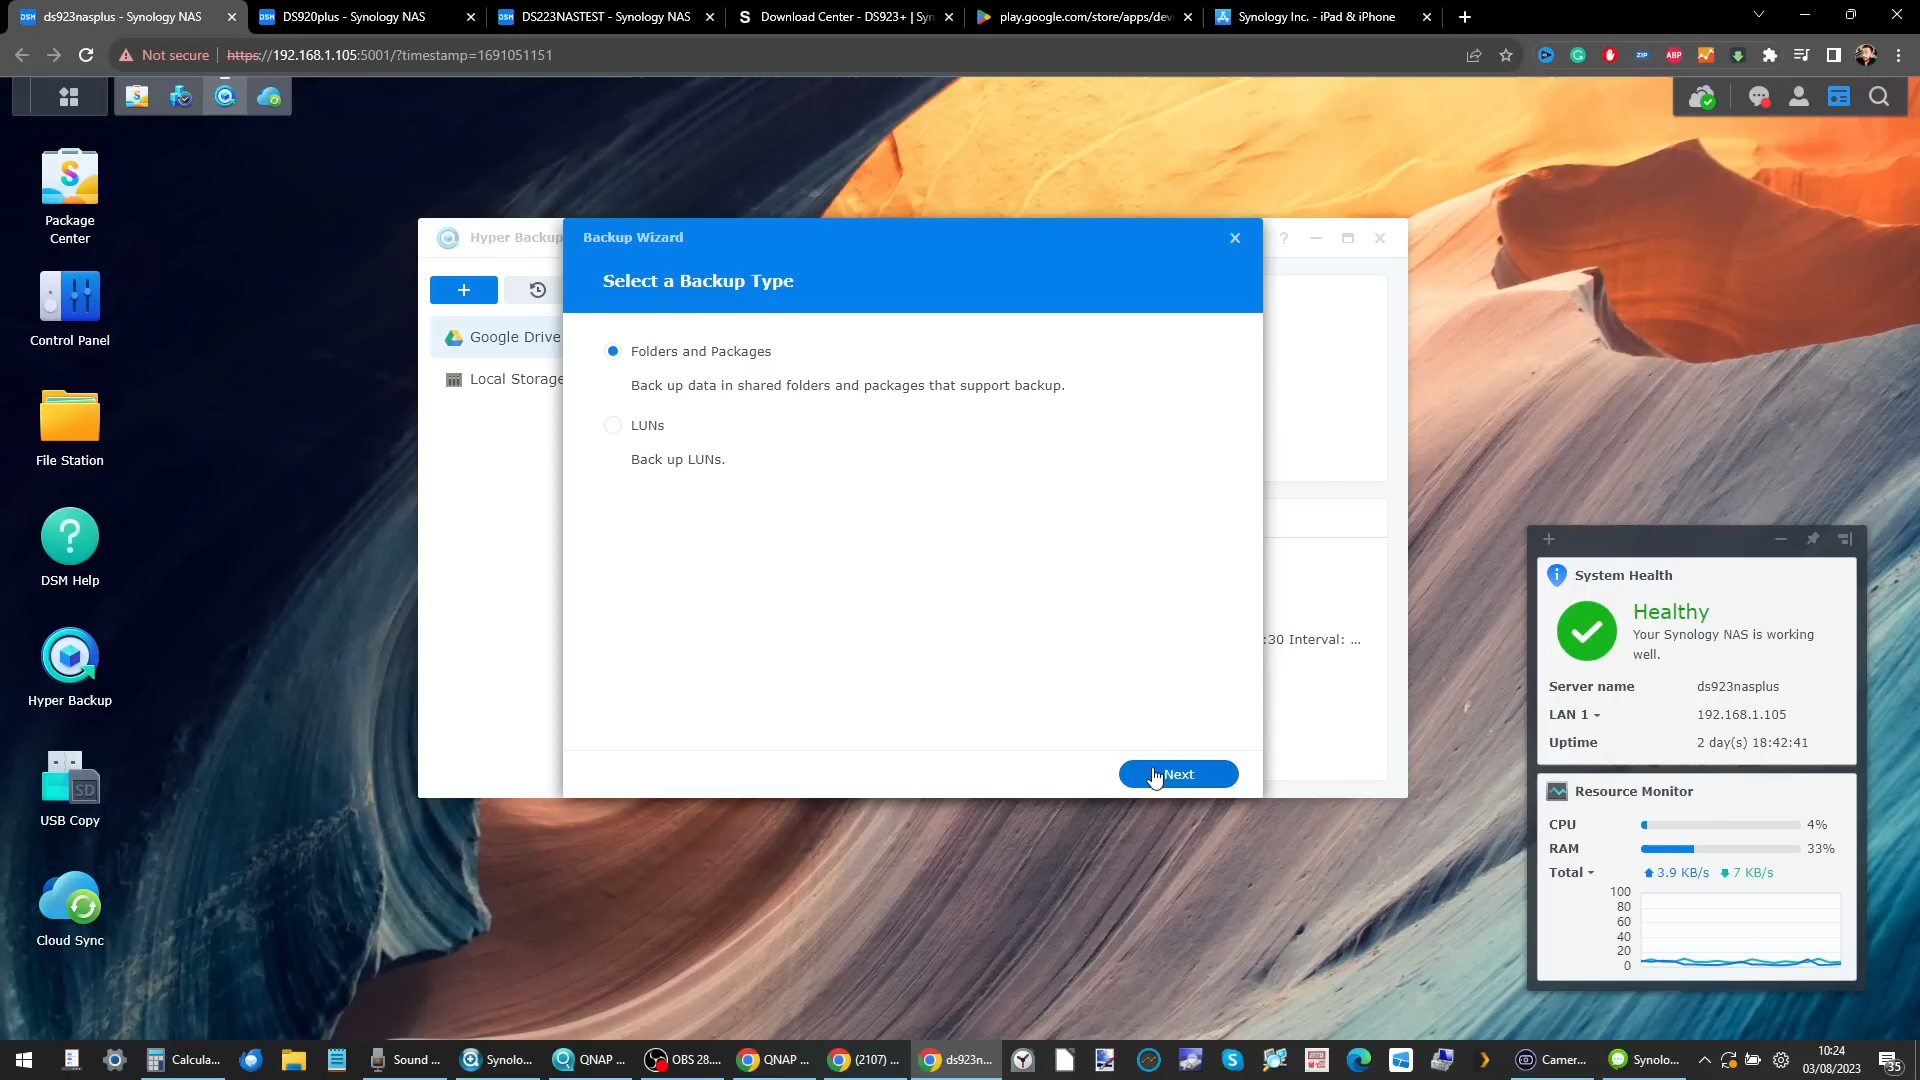 ds923nasplus - Synology NAS
DS920plus - Synology NAS
DS223NASTEST - Synology NAS
Download Center - DS923+ | Syn
play.google.com/store/apps/dev
Synology Inc. - iPad & iPhone
Not secure
https://192.168.1.105:5001/?timestamp=1691051151
Package
Center
Control Panel
File Station
DSM Help
Hyper Backup
USB Copy
Cloud Sync
Hyper Backup
Google Drive
Local Storage
Backup Wizard
Select a Backup Type
Folders and Packages
Back up data in shared folders and packages that support backup.
LUNs
Back up LUNs.
Next
:30 Interval: ...
System Health
Healthy
Your Synology NAS is working
well.
Server name ds923nasplus
LAN 1 192.168.1.105
Uptime 2 day(s) 18:42:41
Resource Monitor
CPU 4%
RAM 33%
Total 3.9 KB/s 7 KB/s
100
80
60
40
20
0
Calcula...
Sound ...
Synolo...
QNAP ...
OBS 28....
QNAP ...
(2107) ...
ds923n...
Camer...
Synolo...
10:24
03/08/2023
35